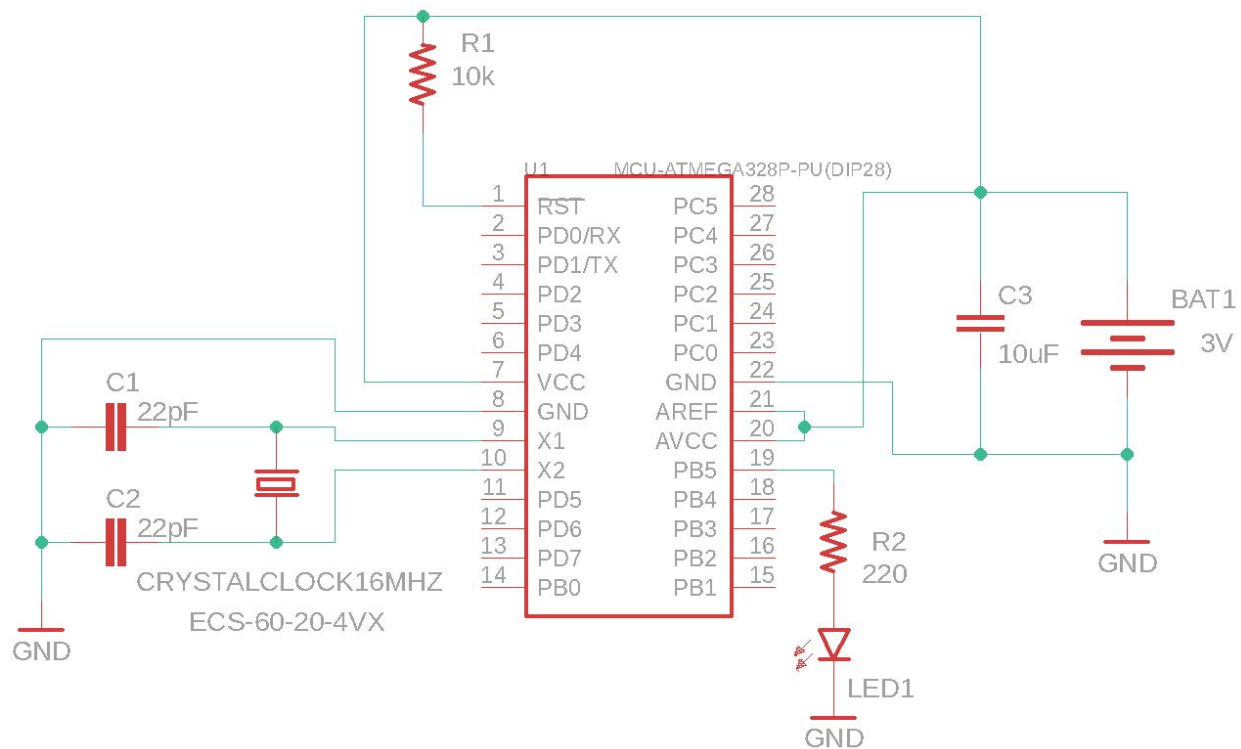 R1
10k
U1
MCU-ATMEGA328P-PU(DIP28)
1
RST
PC5
28
2
PD0/RX
PC4
27
3
PD1/TX
PC3
26
4
PD2
PC2
25
5
PD3
PC1
24
6
PD4
PC0
23
7
VCC
GND
22
8
GND
AREF
21
9
X1
AVCC
20
10
X2
PB5
19
11
PD5
PB4
18
12
PD6
PB3
17
13
PD7
PB2
16
14
PB0
PB1
15
C1
22pF
C2
22pF
CRYSTALCLOCK16MHZ
ECS-60-20-4VX
GND
C3
10uF
BAT1
3V
GND
R2
220
LED1
GND